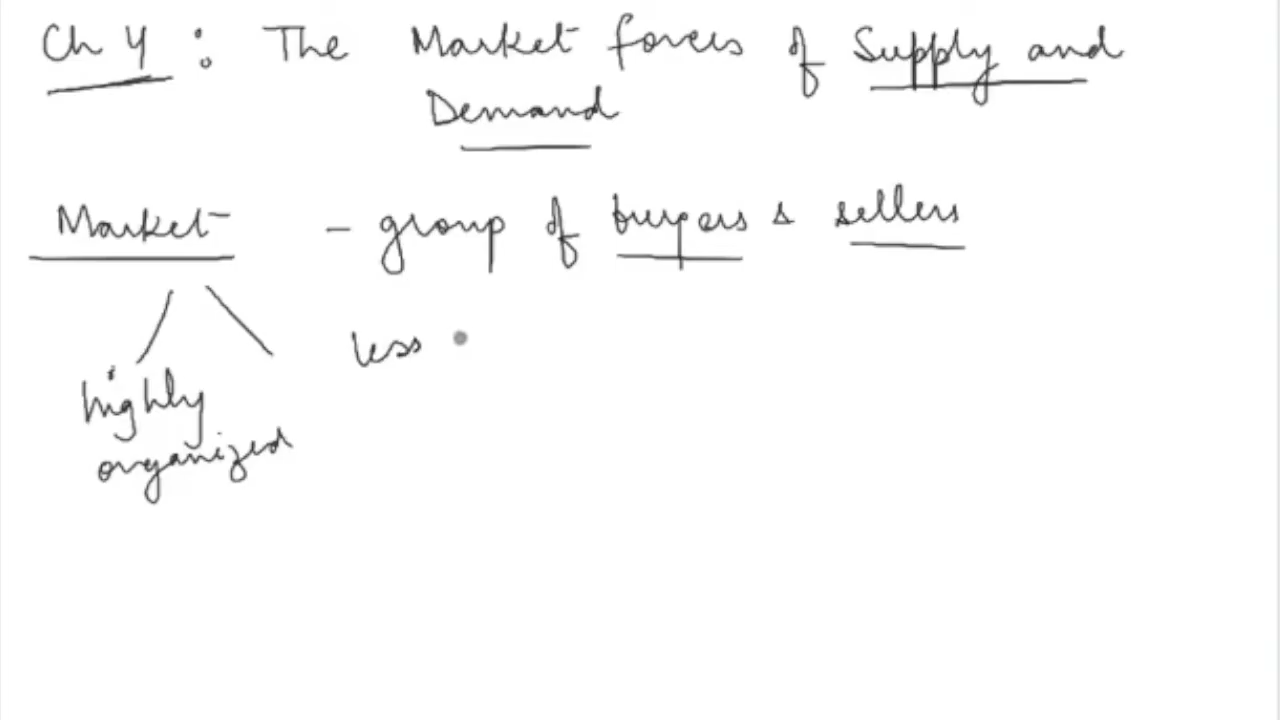 Ch 4 : The Market forces of Supply and
Demand
Market - group of buyers & sellers
less
highly
organized